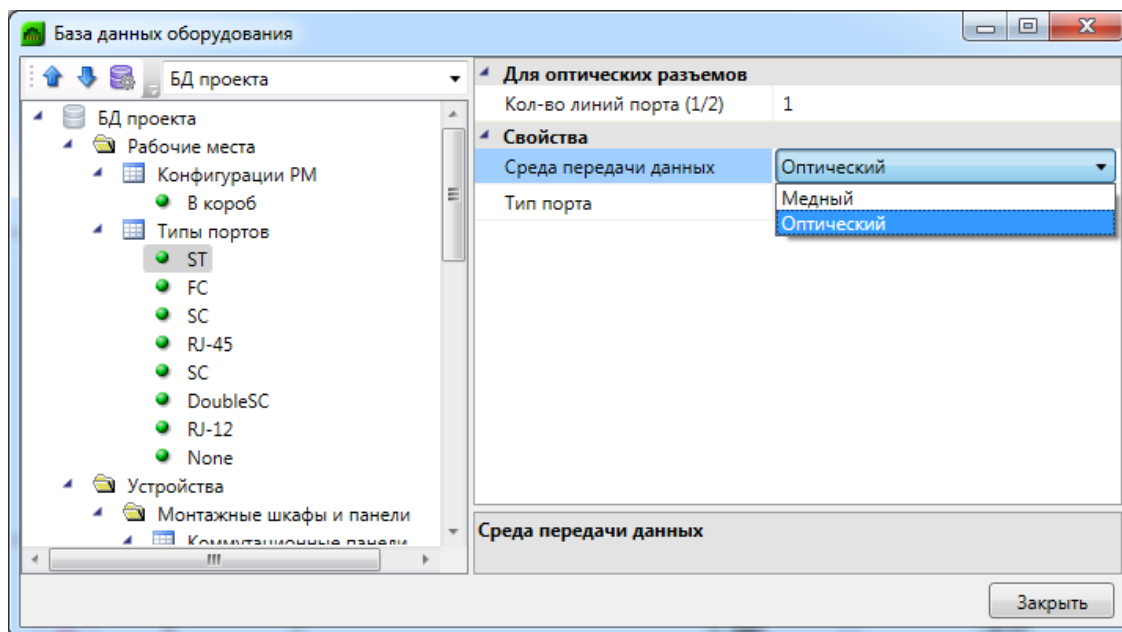 База данных оборудования
БД проекта
БД проекта
Рабочие места
Конфигурации РМ
В короб
Типы портов
ST
FC
SC
RJ-45
SC
DoubleSC
RJ-12
None
Устройства
Монтажные шкафы и панели
Коммутационные панели
Для оптических разъемов
Кол-во линий порта (1/2) 1
Свойства
Среда передачи данных Оптический
Тип порта
Медный
Оптический
Среда передачи данных
Закрыть